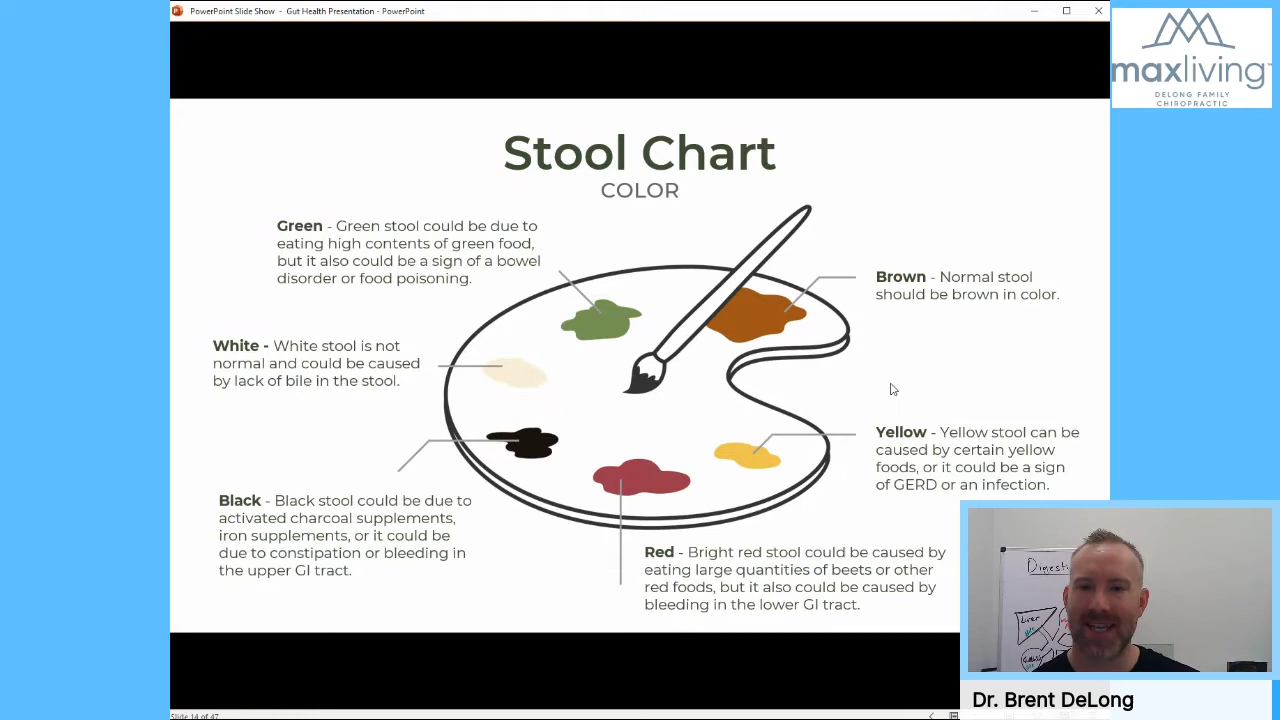 PowerPoint Slide Show - Gut Health Presentation - PowerPoint
maxliving
DELONG FAMILY
CHIROPRACTIC
Stool Chart
COLOR
Green - Green stool could be due to
eating high contents of green food,
but it also could be a sign of a bowel
disorder or food poisoning.
Brown - Normal stool
should be brown in color.
White - White stool is not
normal and could be caused
by lack of bile in the stool.
Yellow - Yellow stool can be
caused by certain yellow
foods, or it could be a sign
of GERD or an infection.
Black - Black stool could be due to
activated charcoal supplements,
iron supplements, or it could be
due to constipation or bleeding in
the upper GI tract.
Red - Bright red stool could be caused by
eating large quantities of beets or other
red foods, but it also could be caused by
bleeding in the lower GI tract.
Liver
Dr. Brent DeLong
Slide 14 of 47